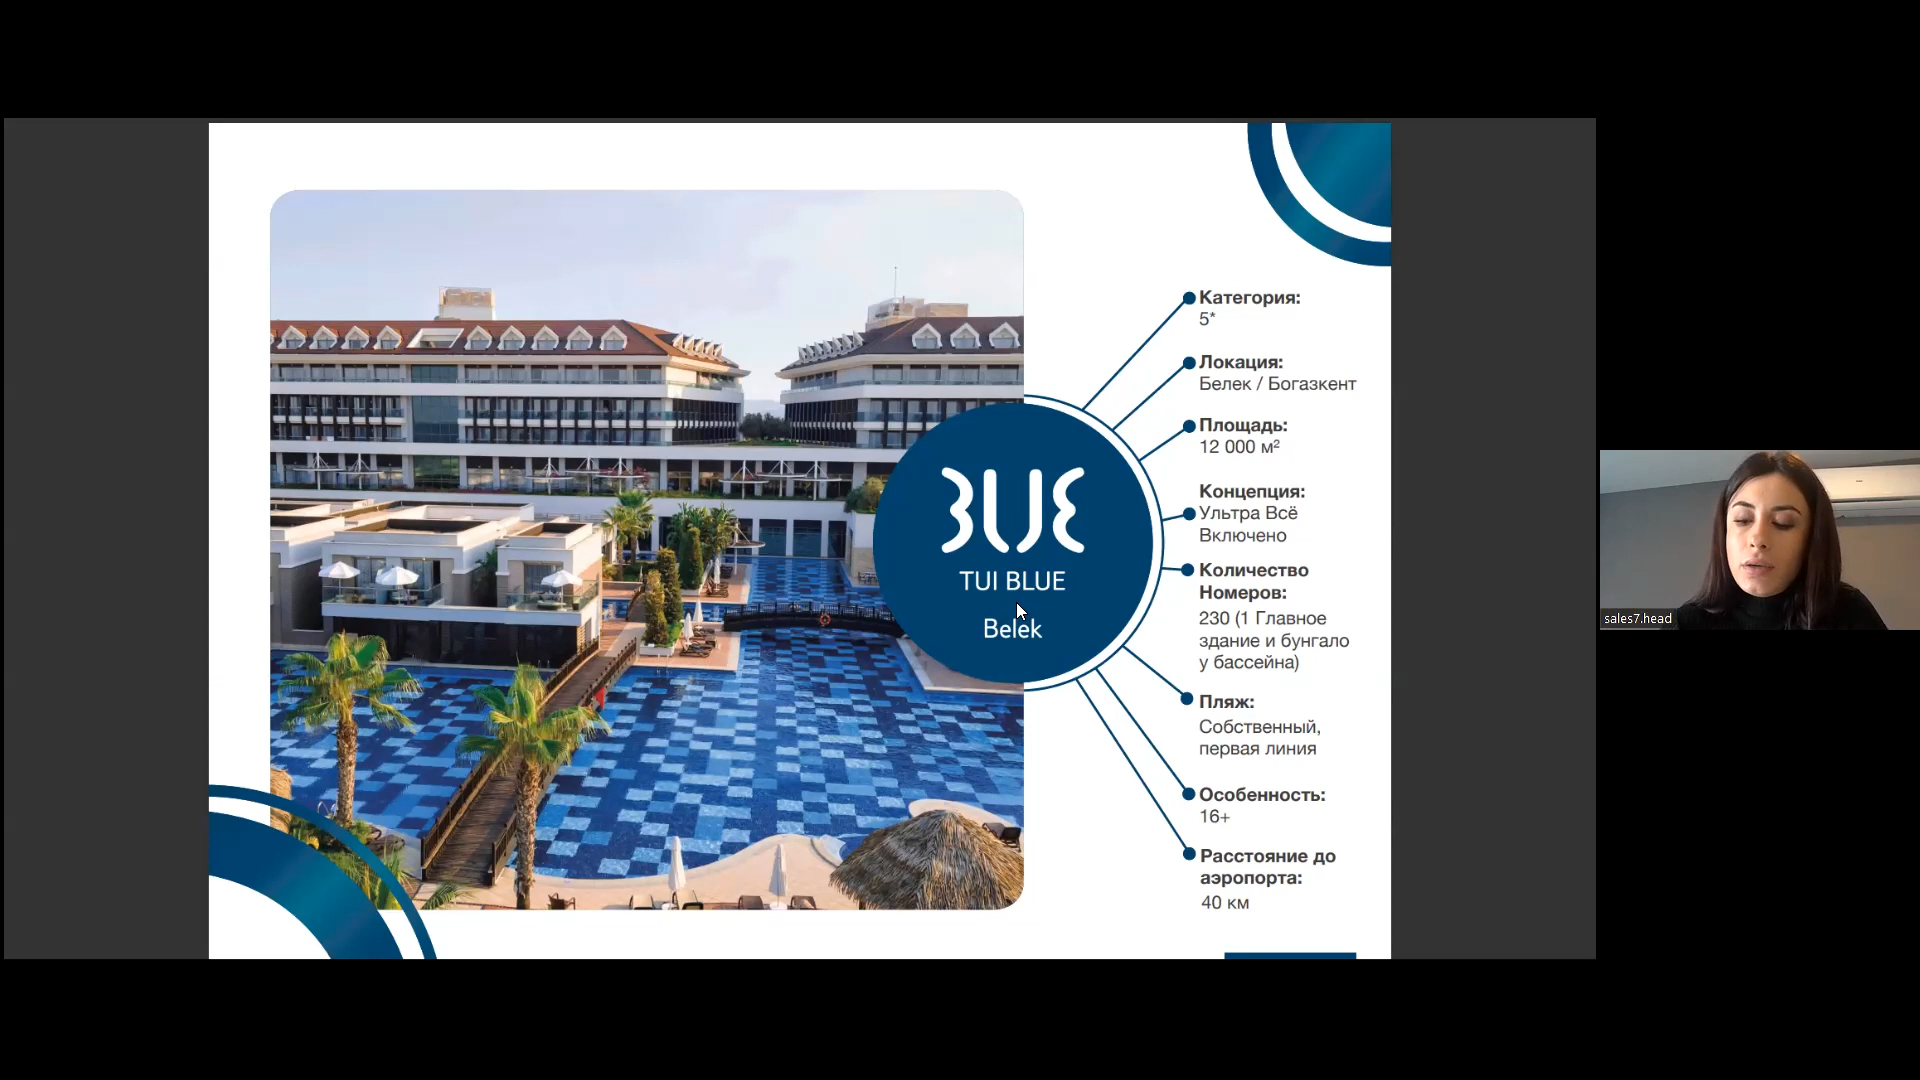 Категория:
5*
Локация:
Белек / Богазкент
Площадь:
12 000 м²
Концепция:
Ультра Всё
Включено
TUI BLUE
Belek
Количество
Номеров:
230 (1 Главное
здание и бунгало
у бассейна)
Пляж:
Собственный,
первая линия
Особенность:
16+
Расстояние до
аэропорта:
40 км
sales7.head